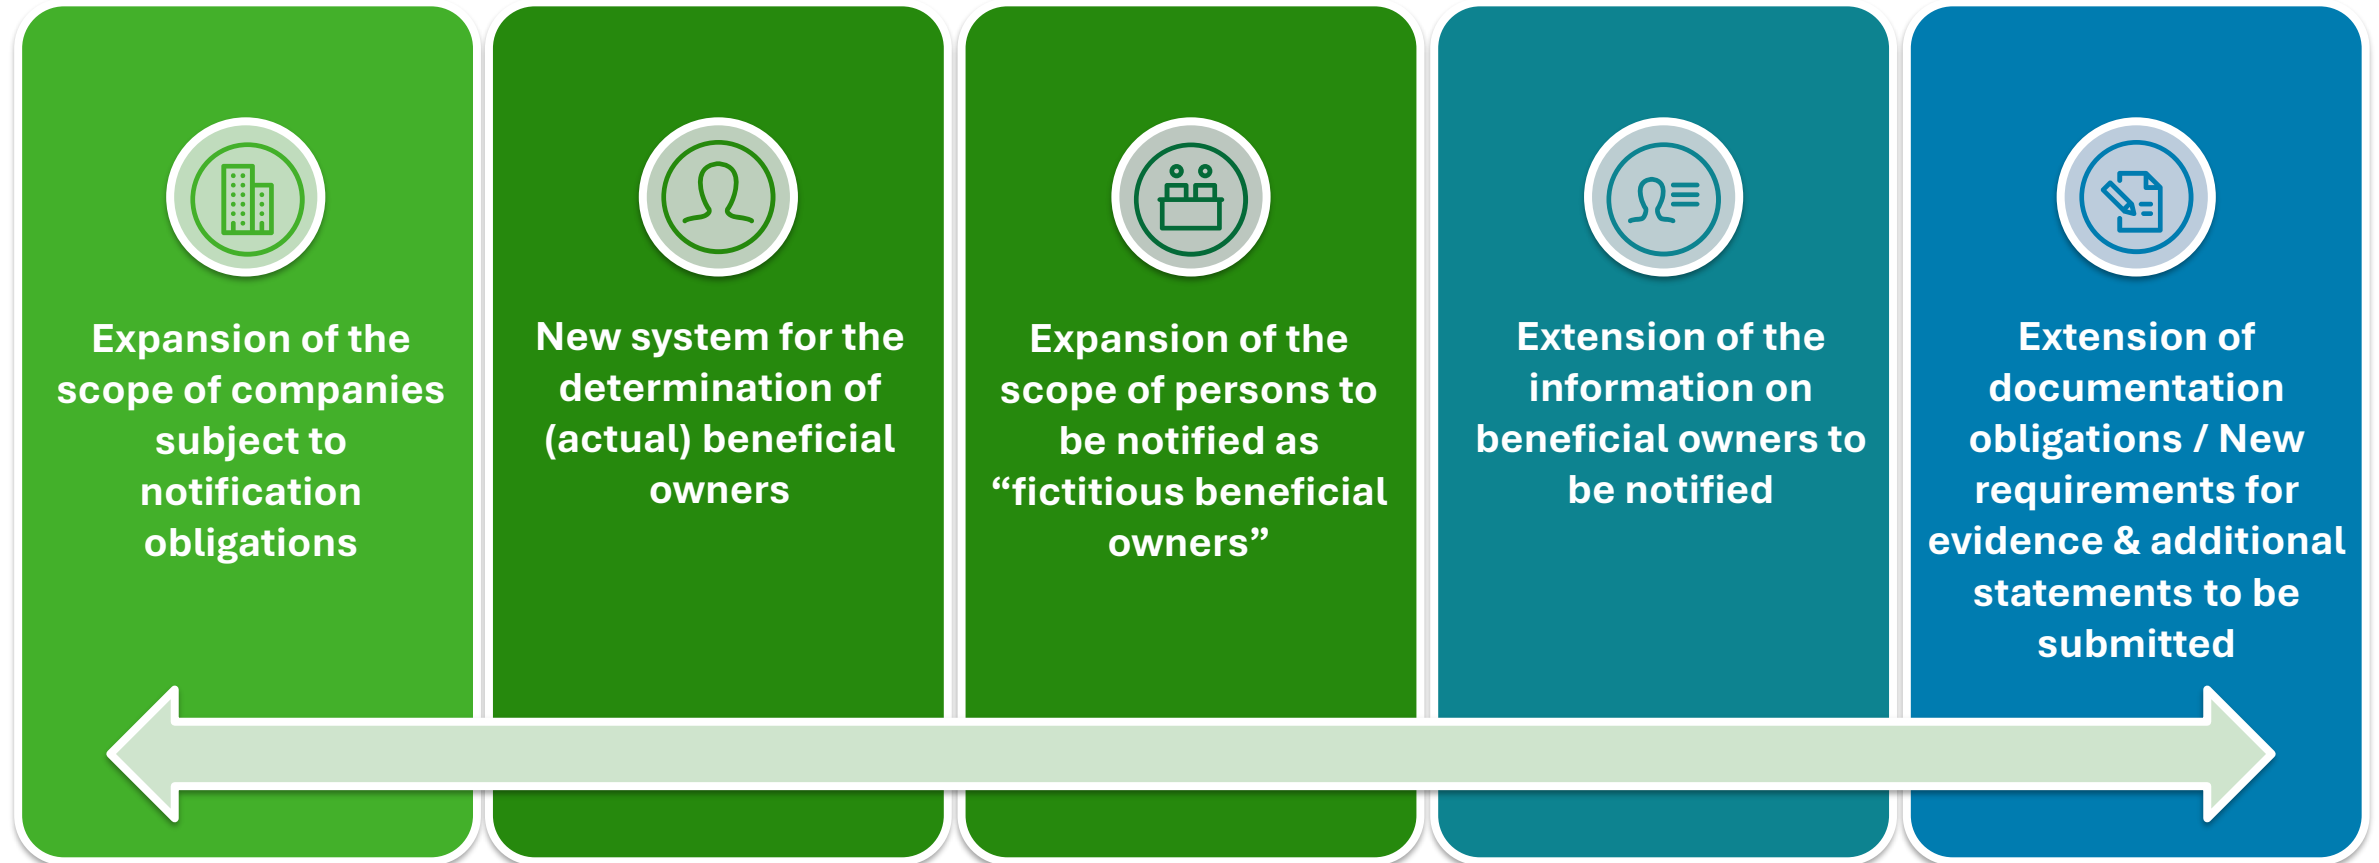 Expansion of the
scope of companies
subject to
notification
obligations
New system for the
determination of
(actual) beneficial
owners
Expansion of the
scope of persons to
be notified as
“fictitious beneficial
owners”
Extension of the
information on
beneficial owners to
be notified
Extension of
documentation
obligations / New
requirements for
evidence & additional
statements to be
submitted